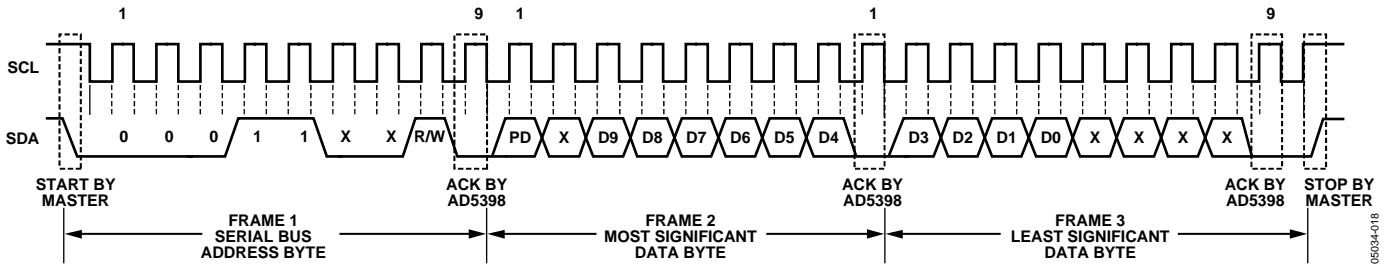 1 9 1 1 9
SCL
SDA 0 0 0 1 1 X X R/W PD X D9 D8 D7 D6 D5 D4 D3 D2 D1 D0 X X X X
START BY
MASTER
ACK BY
AD5398
ACK BY
AD5398
ACK BY
AD5398
STOP BY
MASTER
FRAME 1
SERIAL BUS
ADDRESS BYTE
FRAME 2
MOST SIGNIFICANT
DATA BYTE
FRAME 3
LEAST SIGNIFICANT
DATA BYTE
05034-018